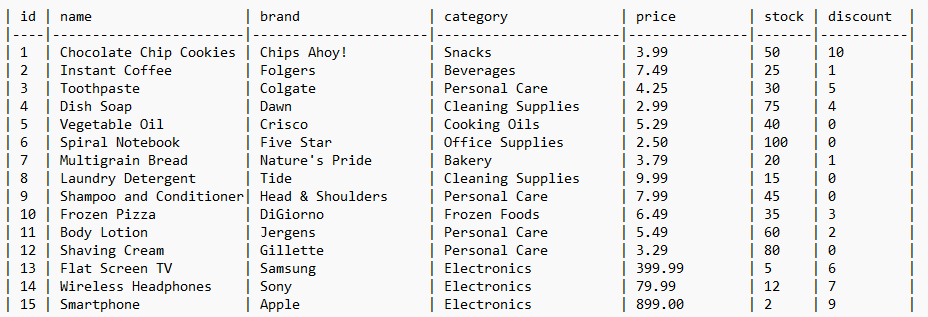 | id | name | brand | category | price | stock | discount |
|----|------------------------|----------------------|-----------------------|---------------|-------|-----------|
| 1 | Chocolate Chip Cookies | Chips Ahoy! | Snacks | 3.99 | 50 | 10 |
| 2 | Instant Coffee | Folgers | Beverages | 7.49 | 25 | 1 |
| 3 | Toothpaste | Colgate | Personal Care | 4.25 | 30 | 5 |
| 4 | Dish Soap | Dawn | Cleaning Supplies | 2.99 | 75 | 4 |
| 5 | Vegetable Oil | Crisco | Cooking Oils | 5.29 | 40 | 0 |
| 6 | Spiral Notebook | Five Star | Office Supplies | 2.50 | 100 | 0 |
| 7 | Multigrain Bread | Nature's Pride | Bakery | 3.79 | 20 | 1 |
| 8 | Laundry Detergent | Tide | Cleaning Supplies | 9.99 | 15 | 0 |
| 9 | Shampoo and Conditioner| Head & Shoulders | Personal Care | 7.99 | 45 | 0 |
| 10 | Frozen Pizza | DiGiorno | Frozen Foods | 6.49 | 35 | 3 |
| 11 | Body Lotion | Jergens | Personal Care | 5.49 | 60 | 2 |
| 12 | Shaving Cream | Gillette | Personal Care | 3.29 | 80 | 0 |
| 13 | Flat Screen TV | Samsung | Electronics | 399.99 | 5 | 6 |
| 14 | Wireless Headphones | Sony | Electronics | 79.99 | 12 | 7 |
| 15 | Smartphone | Apple | Electronics | 899.00 | 2 | 9 |